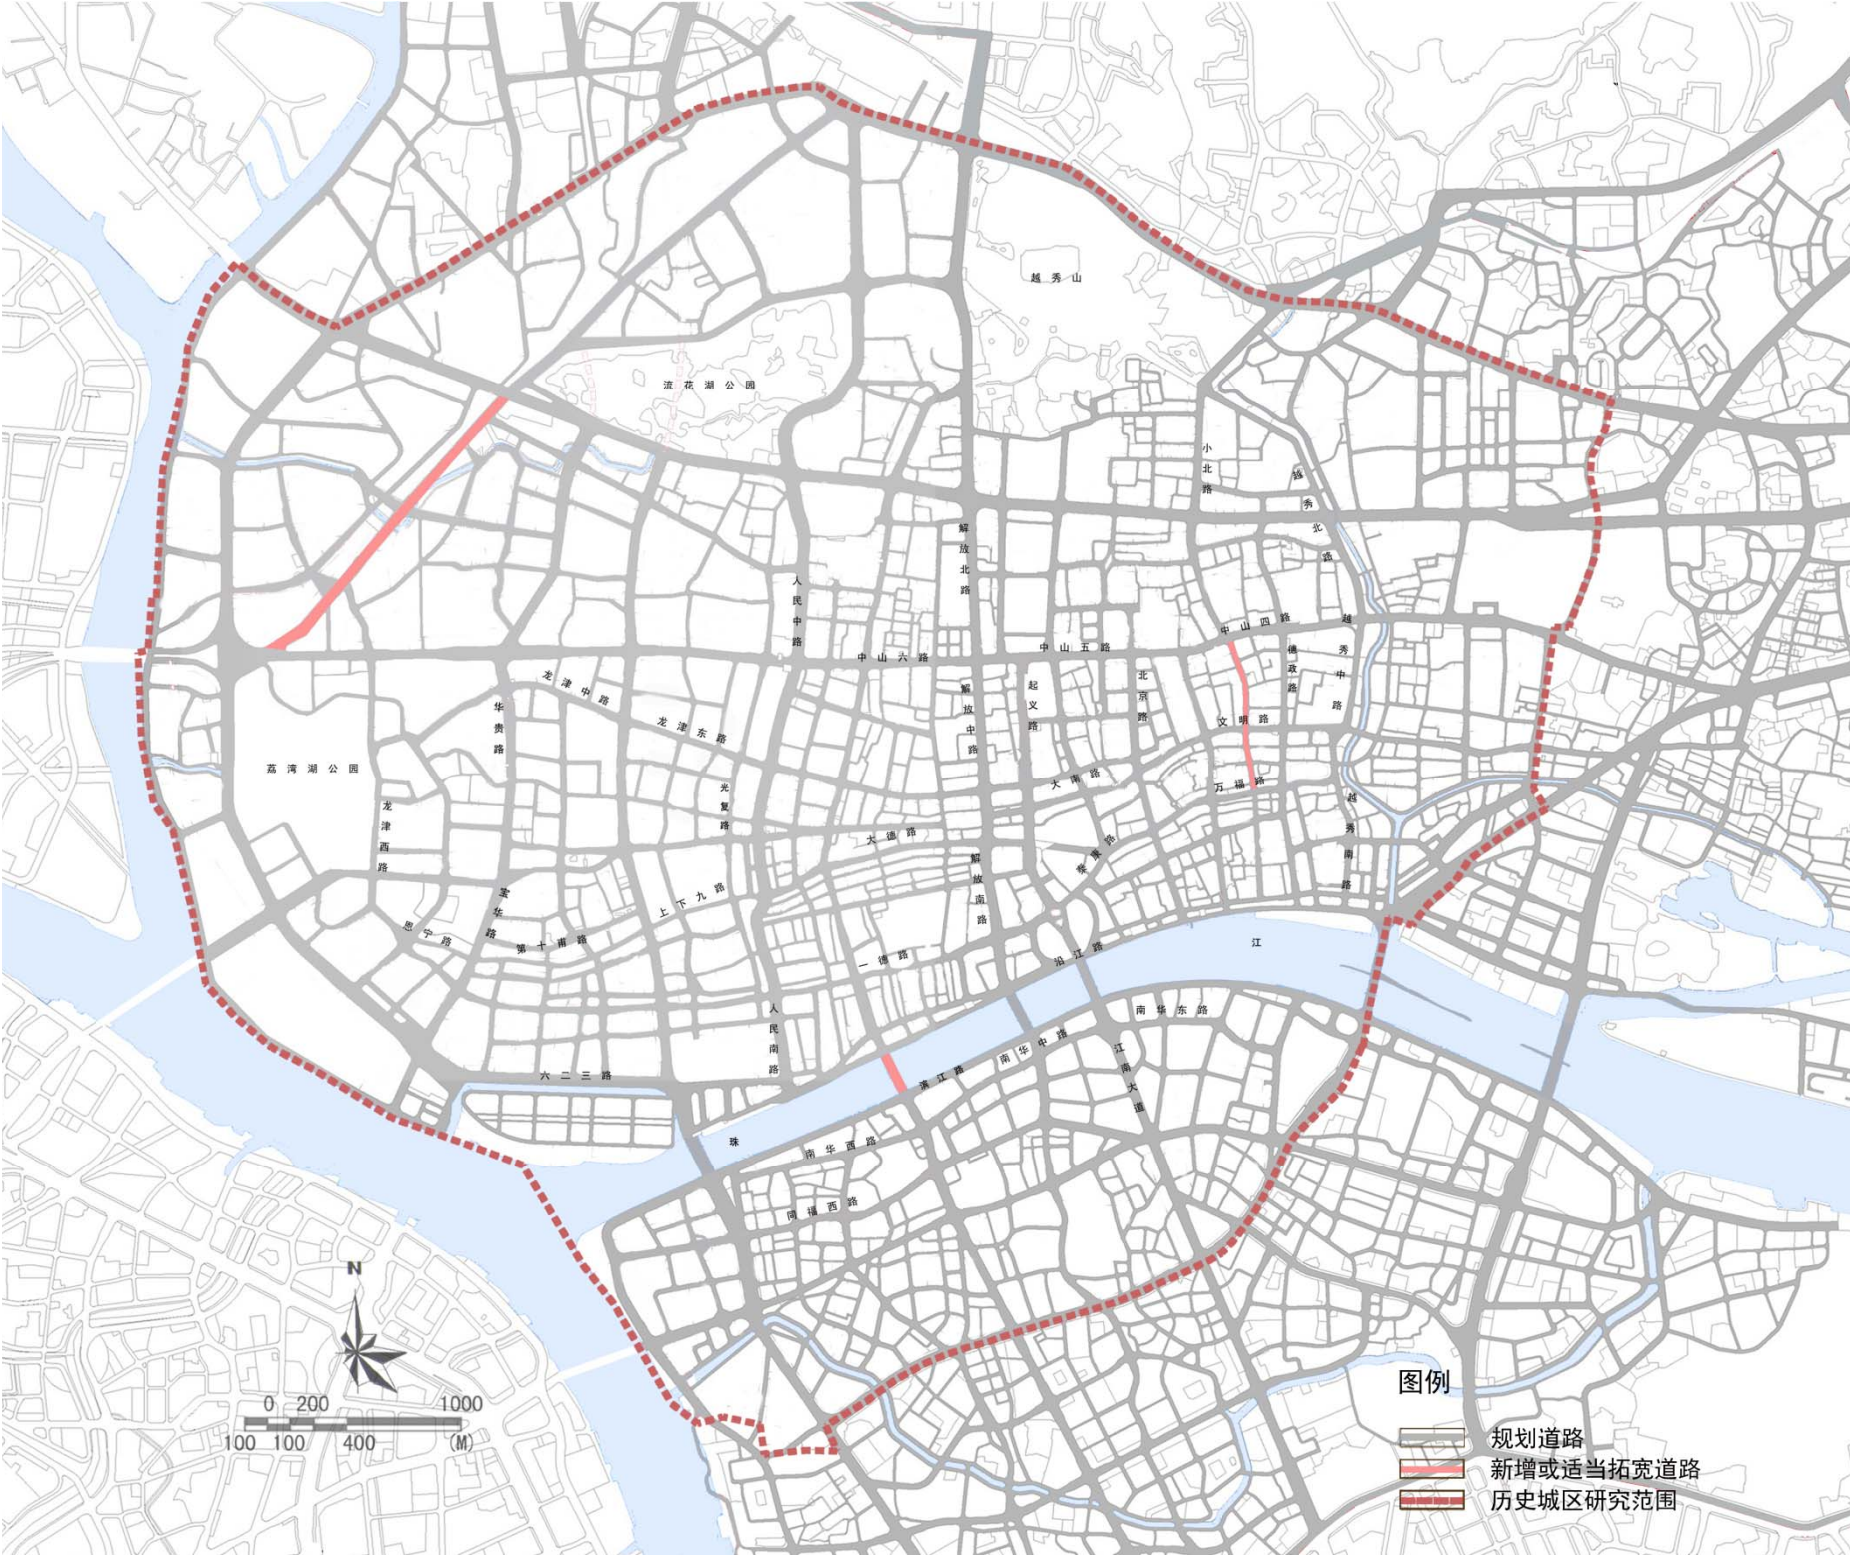 越秀山
流花湖公园
小北路
越秀北路
解放北路
人民中路
中山四路
越秀中路
中山五路
中山六路
德政路
龙津中路
华贵路
解放中路
起义路
北京路
文明路
龙津东路
荔湾湖公园
大南路
万福路
光复路
龙津西路
越秀南路
大德路
泰康路
解放南路
宝华路
上下九路
恩宁路
第十甫路
一德路
沿江路
江
人民南路
南华东路
南华中路
江南大道
滨江路
六二三路
珠
南华西路
同福西路
N
0 200 1000
100 100 400 (M)
图例
规划道路
新增或适当拓宽道路
历史城区研究范围